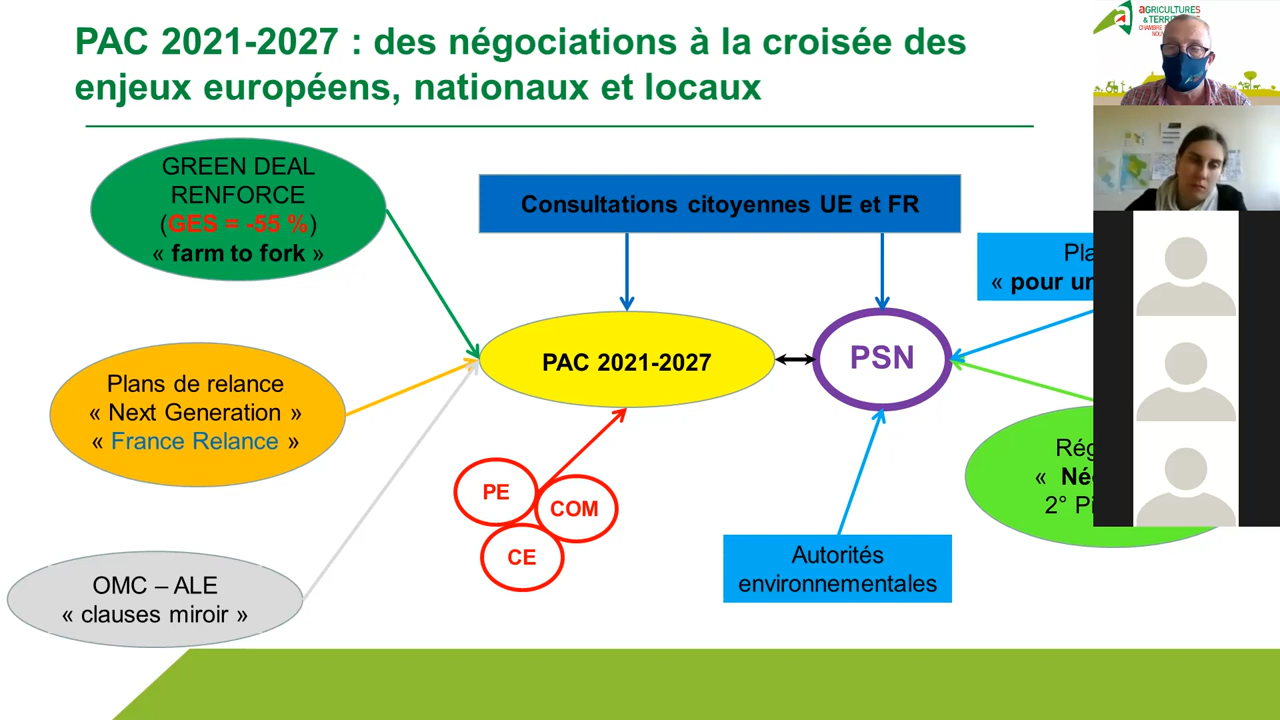 PAC 2021-2027 : des négociations à la croisée des
enjeux européens, nationaux et locaux
AGRICULTURES
GREEN DEAL
RENFORCE
(GES = -55 %)
« farm to fork »
Consultations citoyennes UE et FR
« pour
Plans de relance
« Next Generation »
« France Relance »
PAC 2021-2027
PSN
PE
COM
CE
2°
Autorités
environnementales
OMC – ALE
« clauses miroir »